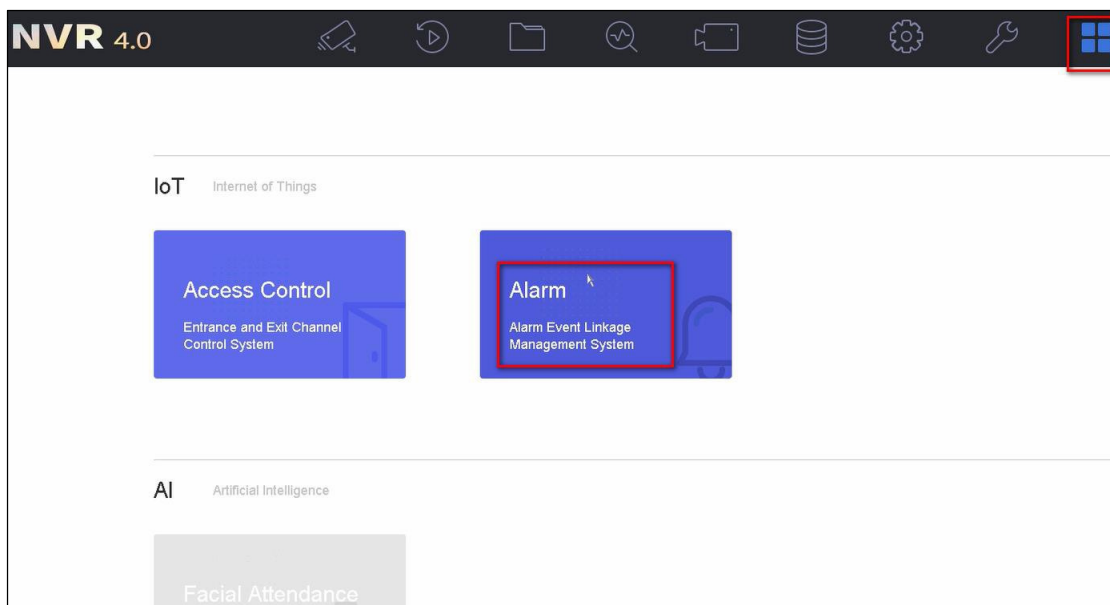 NVR 4.0
IoT Internet of Things
Access Control
Entrance and Exit Channel
Control System
Alarm
Alarm Event Linkage
Management System
AI Artificial Intelligence
Facial Attendance